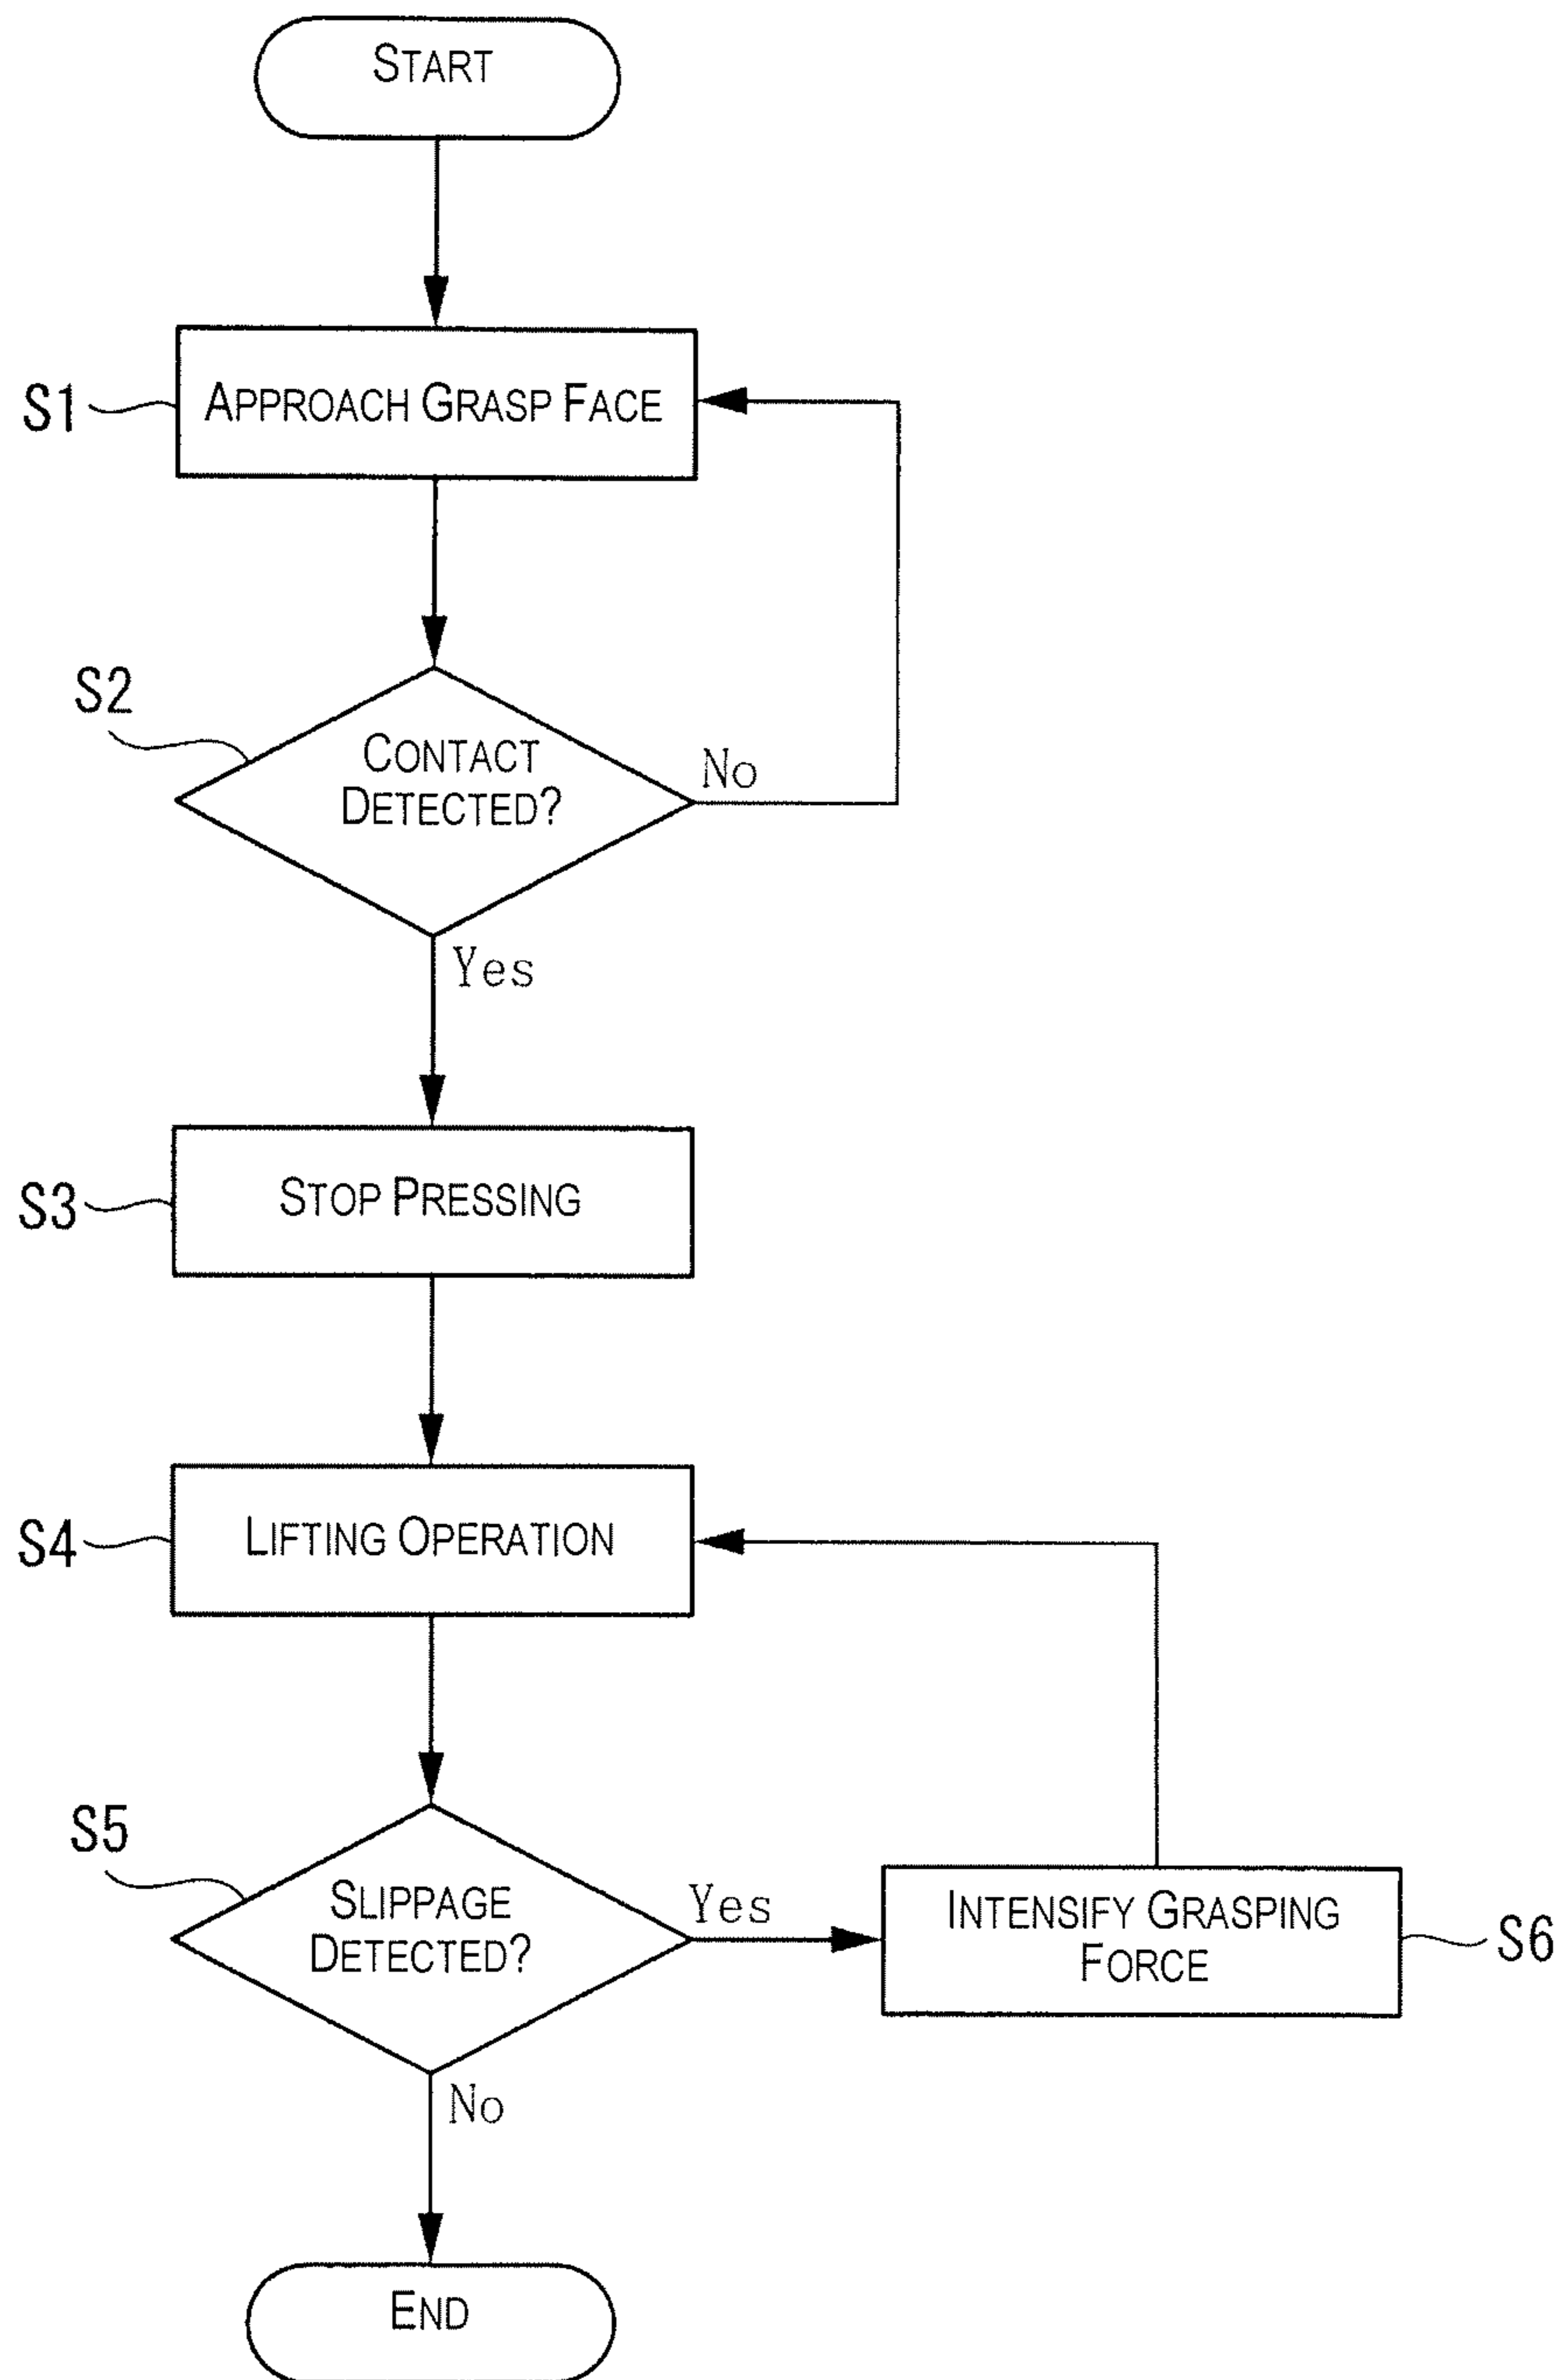 START
S1
APPROACH GRASP FACE
S2
CONTACT
DETECTED?
No
Yes
S3
STOP PRESSING
S4
LIFTING OPERATION
S5
SLIPPAGE
DETECTED?
Yes
INTENSIFY GRASPING
FORCE
S6
No
END